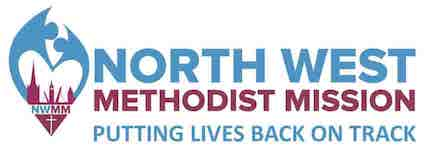 NORTH WEST
METHODIST MISSION
NWMM
PUTTING LIVES BACK ON TRACK